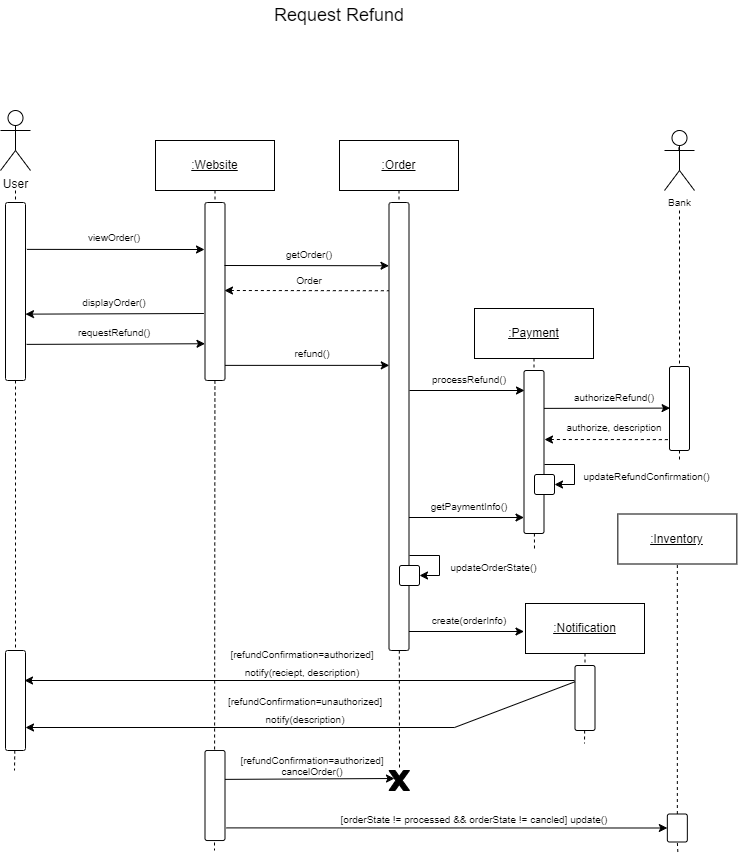 Request Refund
:Website
:Order
User
Bank
viewOrder()
getOrder()
Order
displayOrder()
requestRefund()
:Payment
refund()
processRefund()
authorizeRefund()
authorize, description
updateRefundConfirmation()
getPaymentInfo()
:Inventory
updateOrderState()
create(orderInfo)
:Notification
[refundConfirmation=authorized]
notify(reciept, description)
[refundConfirmation=unauthorized]
notify(description)
[refundConfirmation=authorized]
cancelOrder()
[orderState != processed && orderState != cancled] update()